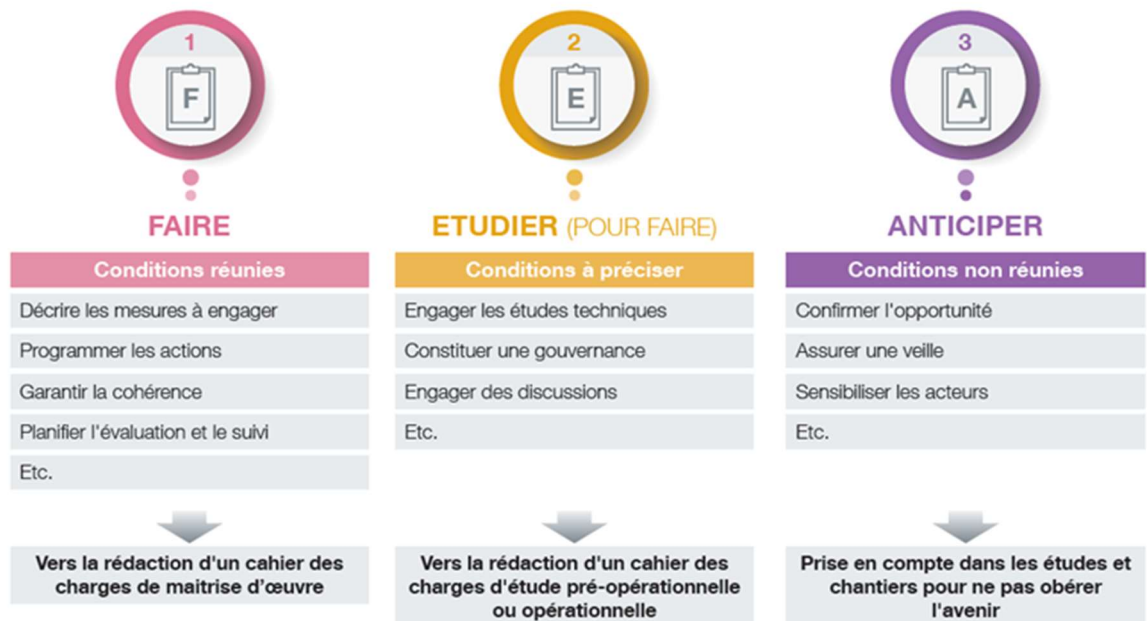 1
F
FAIRE
Conditions réunies
Décrire les mesures à engager
Programmer les actions
Garantir la cohérence
Planifier l'évaluation et le suivi
Etc.
Vers la rédaction d'un cahier des
charges de maitrise d'œuvre
2
E
ETUDIER (POUR FAIRE)
Conditions à préciser
Engager les études techniques
Constituer une gouvernance
Engager des discussions
Etc.
Vers la rédaction d'un cahier des
charges d'étude pré-opérationnelle
ou opérationnelle
3
A
ANTICIPER
Conditions non réunies
Confirmer l'opportunité
Assurer une veille
Sensibiliser les acteurs
Etc.
Prise en compte dans les études et
chantiers pour ne pas obérer
l'avenir